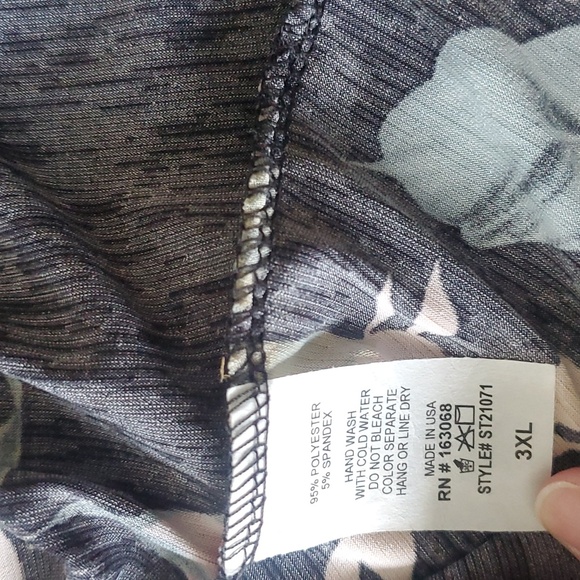 95% POLYESTER
5% SPANDEX
HAND WASH
WITH COLD WATER
DO NOT BLEACH
COLOR SEPARATE
HANG OR LINE DRY
MADE IN USA
RN # 163068
STYLE# ST21071
3XL